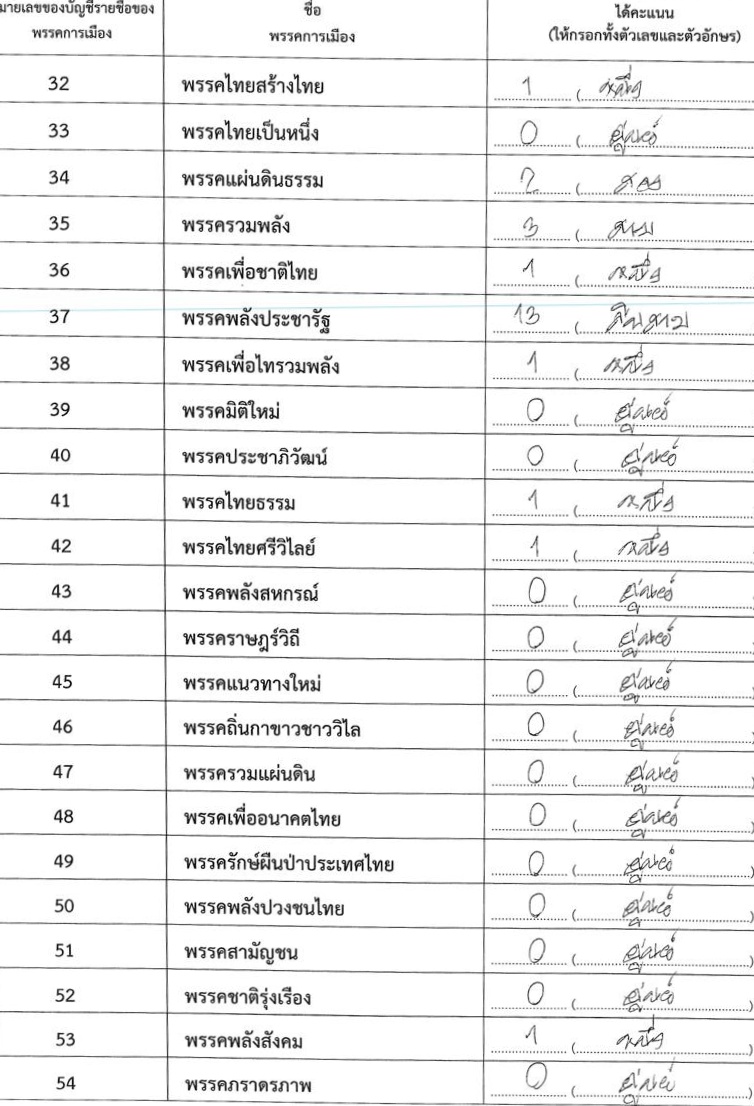 มายเลขของบัญชีรายชื่อของ ชื่อ ได้คะแนน
พรรคการเมือง พรรคการเมือง (ให้กรอกทั้งตัวเลขและตัวอักษร)
32 พรรคไทยสร้างไทย 1 ( หนึ่ง
33 พรรคไทยเป็นหนึ่ง 0 ( ศูนย์
34 พรรคแผ่นดินธรรม 2 ( สอง
35 พรรครวมพลัง 3 ( สาม
36 พรรคเพื่อชาติไทย 1 ( หนึ่ง
37 พรรคพลังประชารัฐ 13 ( สิบสาม
38 พรรคเพื่อไทรวมพลัง 1 ( หนึ่ง
39 พรรคมิติใหม่ 0 ( ศูนย์
40 พรรคประชาภิวัฒน์ 0 ( ศูนย์
41 พรรคไทยธรรม 1 ( หนึ่ง
42 พรรคไทยศรีวิไลย์ 1 ( หนึ่ง
43 พรรคพลังสหกรณ์ 0 ( ศูนย์
44 พรรคราษฎร์วิถี 0 ( ศูนย์
45 พรรคแนวทางใหม่ 0 ( ศูนย์
46 พรรคถิ่นกาขาวชาววิไล 0 ( ศูนย์
47 พรรครวมแผ่นดิน 0 ( ศูนย์
48 พรรคเพื่ออนาคตไทย 0 ( ศูนย์ )
49 พรรครักษ์ผืนป่าประเทศไทย 0 ( ศูนย์ )
50 พรรคพลังปวงชนไทย 0 ( ศูนย์ )
51 พรรคสามัญชน 0 ( ศูนย์ )
52 พรรคชาติรุ่งเรือง 0 ( ศูนย์ )
53 พรรคพลังสังคม 1 ( หนึ่ง )
54 พรรคภราดรภาพ 0 ( ศูนย์ )